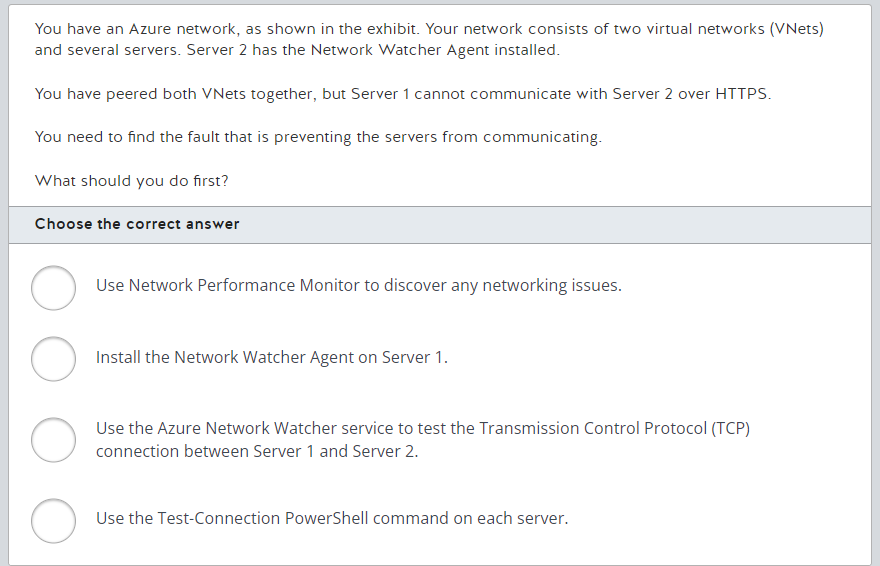 You have an Azure network, as shown in the exhibit. Your network consists of two virtual networks (VNets)
and several servers. Server 2 has the Network Watcher Agent installed.
You have peered both VNets together, but Server 1 cannot communicate with Server 2 over HTTPS.
You need to find the fault that is preventing the servers from communicating.
What should you do first?
Choose the correct answer
Use Network Performance Monitor to discover any networking issues.
Install the Network Watcher Agent on Server 1.
Use the Azure Network Watcher service to test the Transmission Control Protocol (TCP)
connection between Server 1 and Server 2.
Use the Test-Connection PowerShell command on each server.